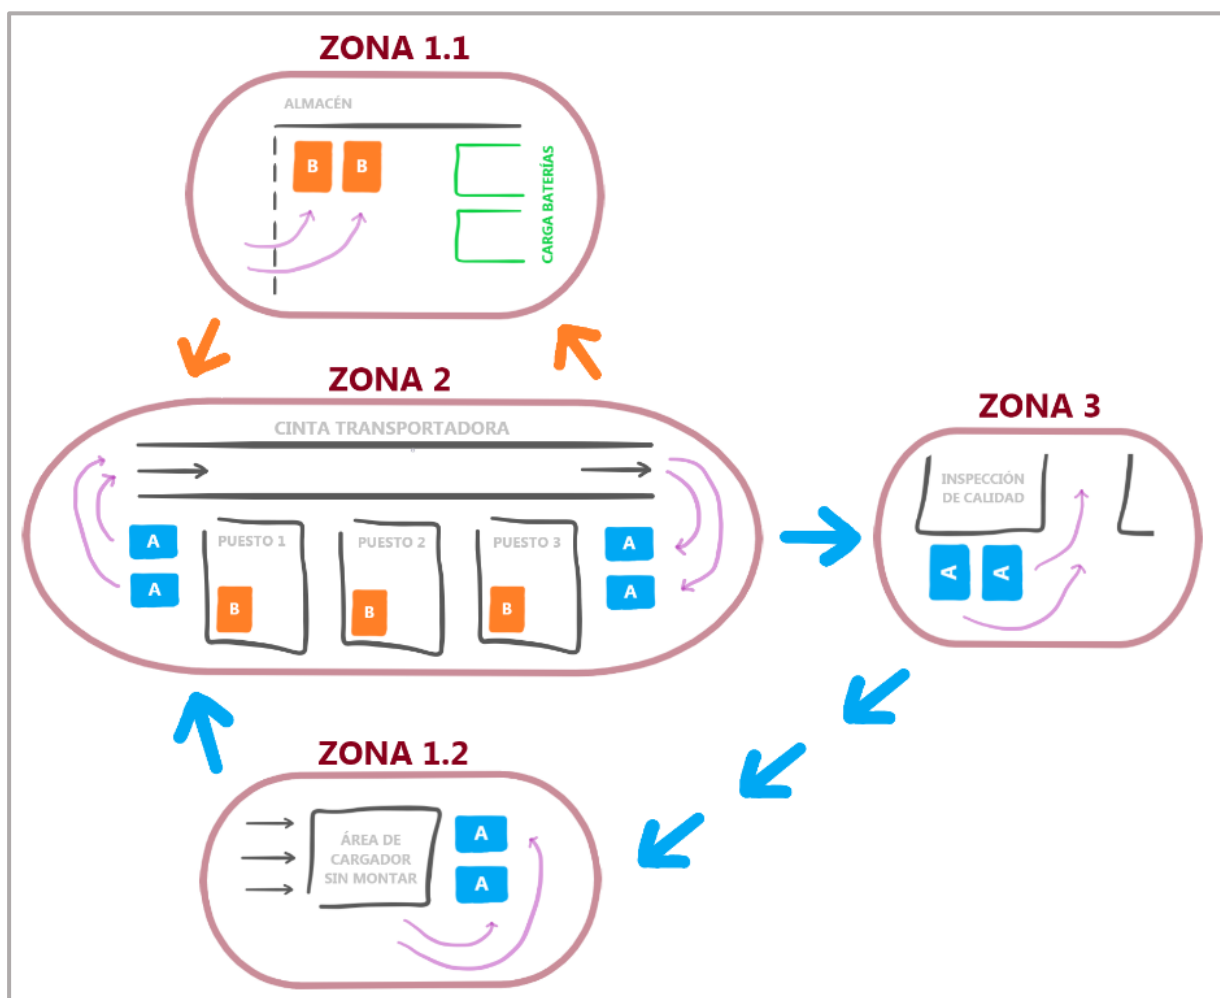 ZONA 1.1
ALMACÉN
B B
CARGA BATERÍAS
ZONA 2
CINTA TRANSPORTADORA
A
A
PUESTO 1
B
PUESTO 2
B
PUESTO 3
B
A
A
ZONA 3
INSPECCIÓN
DE CALIDAD
A A
ZONA 1.2
ÁREA DE
CARGADOR
SIN MONTAR
A
A